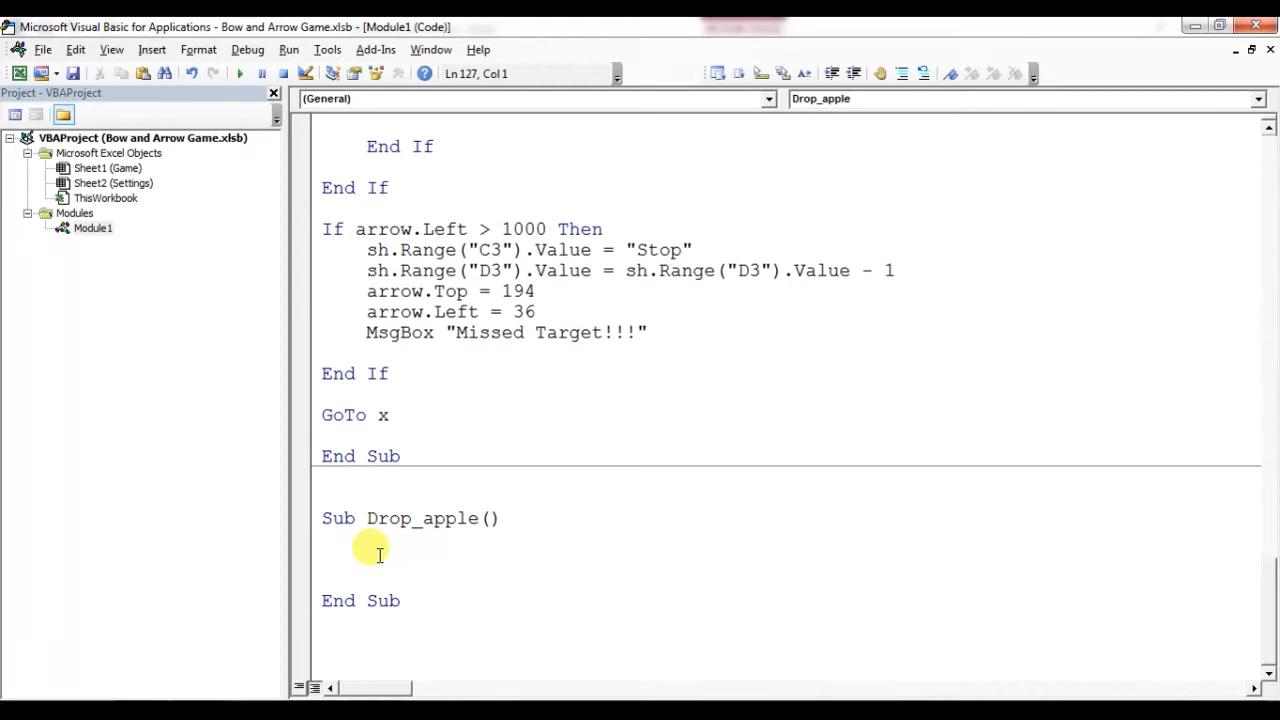 Microsoft Visual Basic for Applications - Bow and Arrow Game.xlsb - [Module1 (Code)]
File Edit View Insert Format Debug Run Tools Add-Ins Window Help
Ln 127, Col 1
Project - VBAProject
(General) Drop_apple
VBAProject (Bow and Arrow Game.xlsb)
Microsoft Excel Objects
Sheet1 (Game)
Sheet2 (Settings)
ThisWorkbook
Modules
Module1
End If
End If
If arrow.Left > 1000 Then
sh.Range("C3").Value = "Stop"
sh.Range("D3").Value = sh.Range("D3").Value - 1
arrow.Top = 194
arrow.Left = 36
MsgBox "Missed Target!!!"
End If
GoTo x
End Sub
Sub Drop_apple()
End Sub